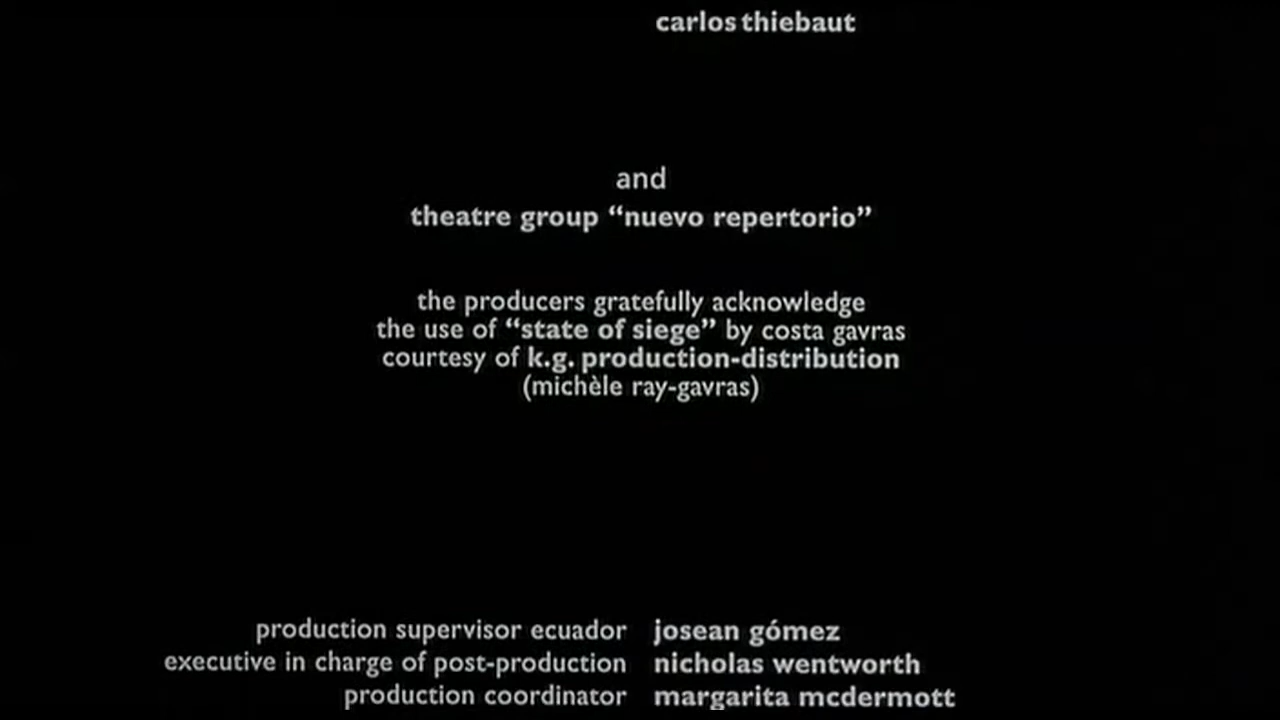 carlos thiebaut
and
theatre group “nuevo repertorio”
the producers gratefully acknowledge
the use of “state of siege” by costa gavras
courtesy of k.g. production-distribution
(michèle ray-gavras)
production supervisor ecuador josean gómez
executive in charge of post-production nicholas wentworth
production coordinator margarita mcdermott